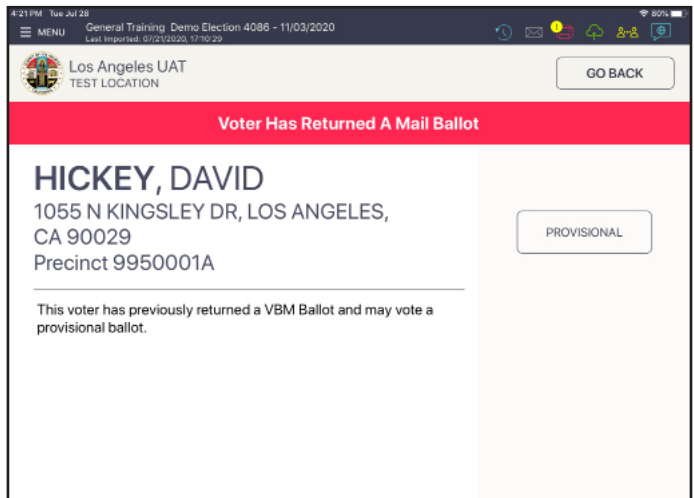 4:21 PM Tue Jul 28
80%
MENU
General Training Demo Election 4086 - 11/03/2020
Last Imported: 07/21/2020, 17:10:29
Los Angeles UAT
TEST LOCATION
GO BACK
Voter Has Returned A Mail Ballot
HICKEY, DAVID
1055 N KINGSLEY DR, LOS ANGELES,
CA 90029
Precinct 9950001A
PROVISIONAL
This voter has previously returned a VBM Ballot and may vote a
provisional ballot.